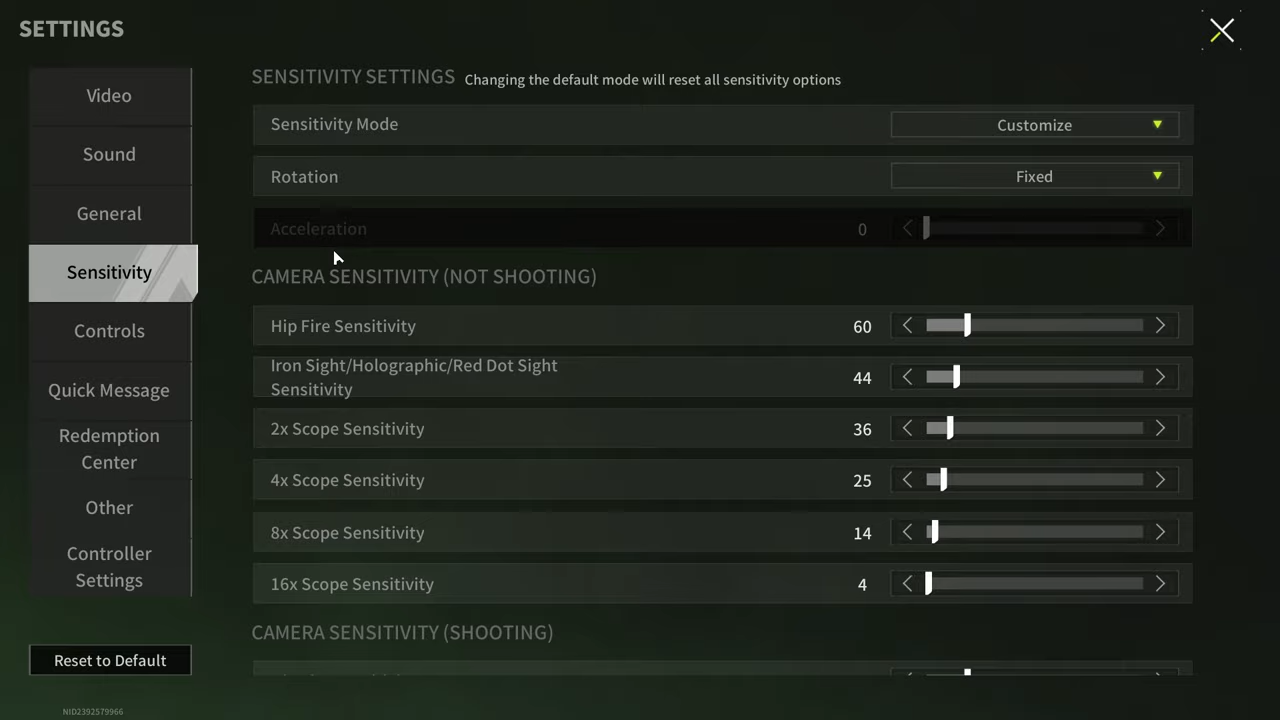 SETTINGS
Video
Sound
General
Sensitivity
Controls
Quick Message
Redemption
Center
Other
Controller
Settings
Reset to Default
NID2392579966
SENSITIVITY SETTINGS Changing the default mode will reset all sensitivity options
Sensitivity Mode Customize
Rotation Fixed
Acceleration 0
CAMERA SENSITIVITY (NOT SHOOTING)
Hip Fire Sensitivity 60
Iron Sight/Holographic/Red Dot Sight
Sensitivity 44
2x Scope Sensitivity 36
4x Scope Sensitivity 25
8x Scope Sensitivity 14
16x Scope Sensitivity 4
CAMERA SENSITIVITY (SHOOTING)